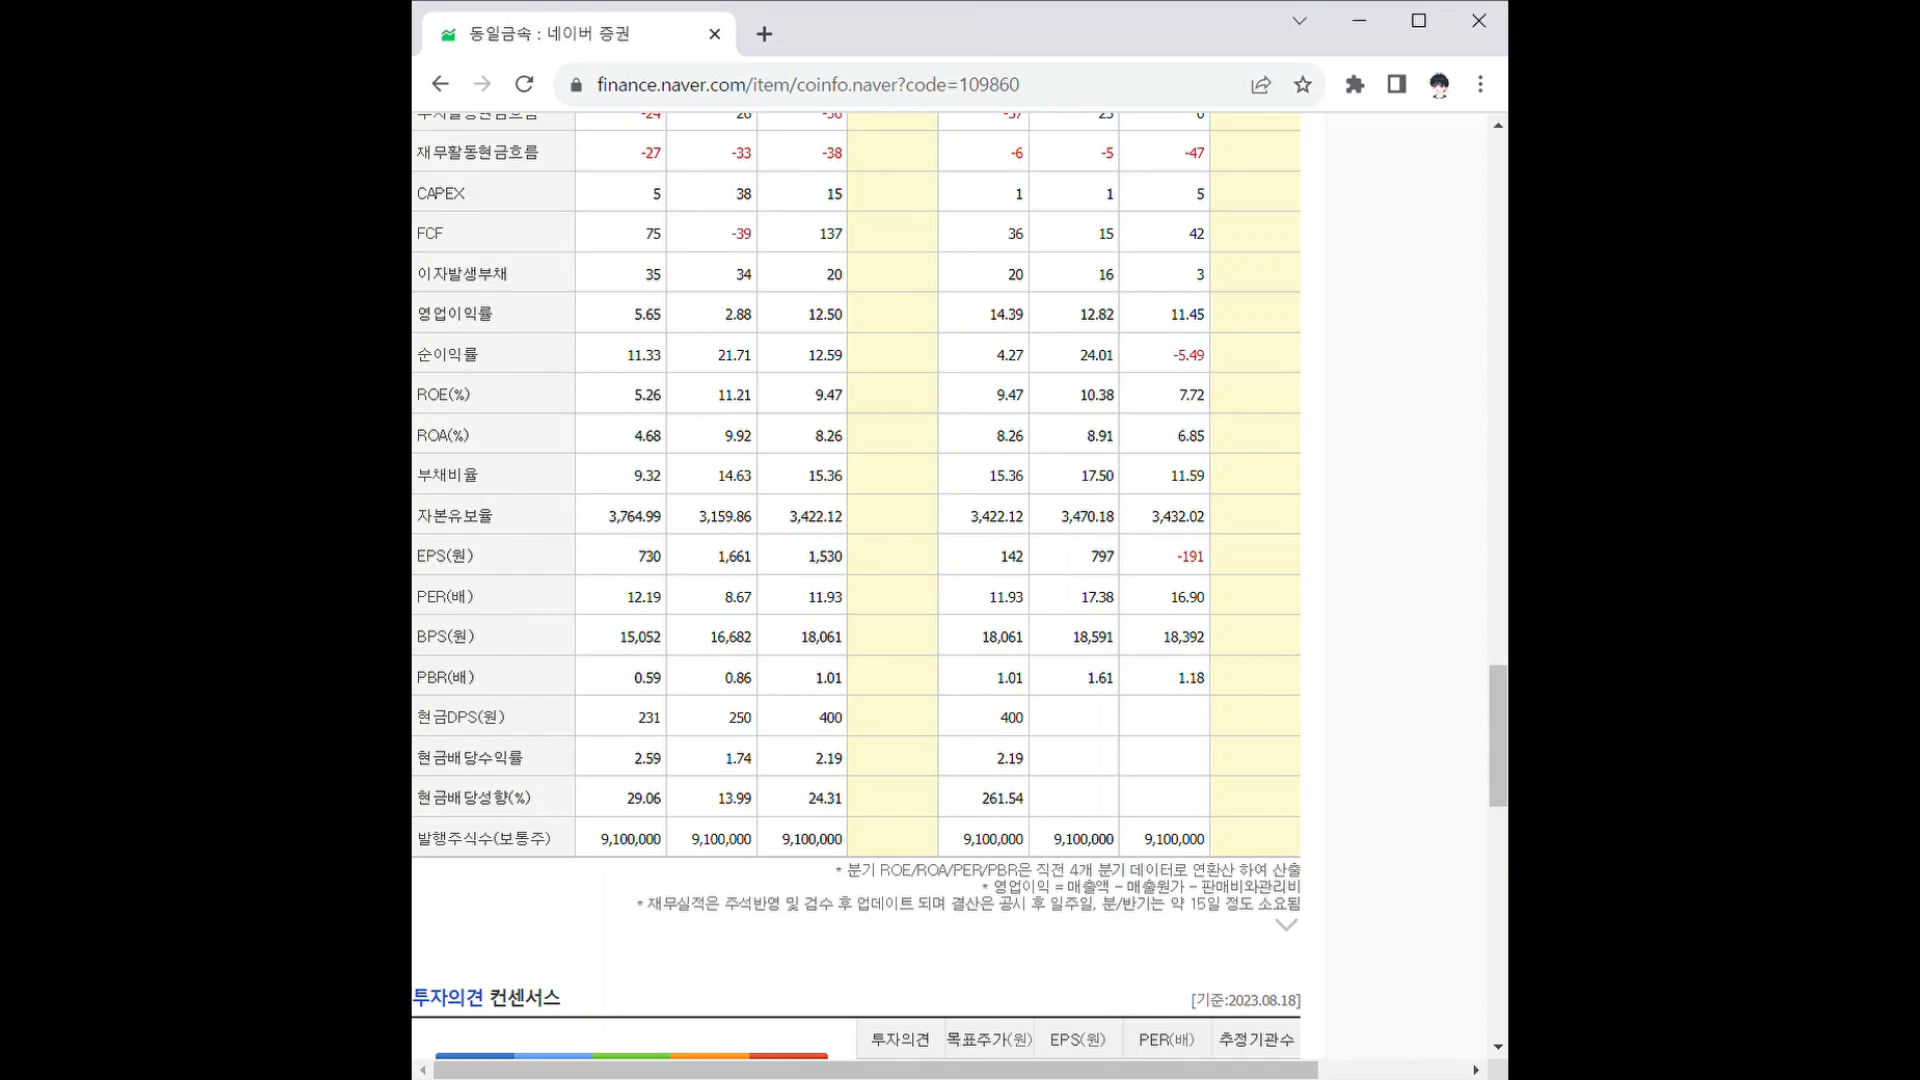 동일금속 : 네이버 증권
finance.naver.com/item/coinfo.naver?code=109860
투자활동현금흐름 -24 26 -36 -37 23 0
재무활동현금흐름 -27 -33 -38 -6 -5 -47
CAPEX 5 38 15 1 1 5
FCF 75 -39 137 36 15 42
이자발생부채 35 34 20 20 16 3
영업이익률 5.65 2.88 12.50 14.39 12.82 11.45
순이익률 11.33 21.71 12.59 4.27 24.01 -5.49
ROE(%) 5.26 11.21 9.47 9.47 10.38 7.72
ROA(%) 4.68 9.92 8.26 8.26 8.91 6.85
부채비율 9.32 14.63 15.36 15.36 17.50 11.59
자본유보율 3,764.99 3,159.86 3,422.12 3,422.12 3,470.18 3,432.02
EPS(원) 730 1,661 1,530 142 797 -191
PER(배) 12.19 8.67 11.93 11.93 17.38 16.90
BPS(원) 15,052 16,682 18,061 18,061 18,591 18,392
PBR(배) 0.59 0.86 1.01 1.01 1.61 1.18
현금DPS(원) 231 250 400 400
현금배당수익률 2.59 1.74 2.19 2.19
현금배당성향(%) 29.06 13.99 24.31 261.54
발행주식수(보통주) 9,100,000 9,100,000 9,100,000 9,100,000 9,100,000 9,100,000
* 분기 ROE/ROA/PER/PBR은 직전 4개 분기 데이터로 연환산 하여 산출
* 영업이익 = 매출액 - 매출원가 - 판매비와관리비
* 재무실적은 주석반영 및 검수 후 업데이트 되며 결산은 공시 후 일주일, 분/반기는 약 15일 정도 소요됨
투자의견 컨센서스 [기준:2023.08.18]
투자의견 목표주가(원) EPS(원) PER(배) 추정기관수